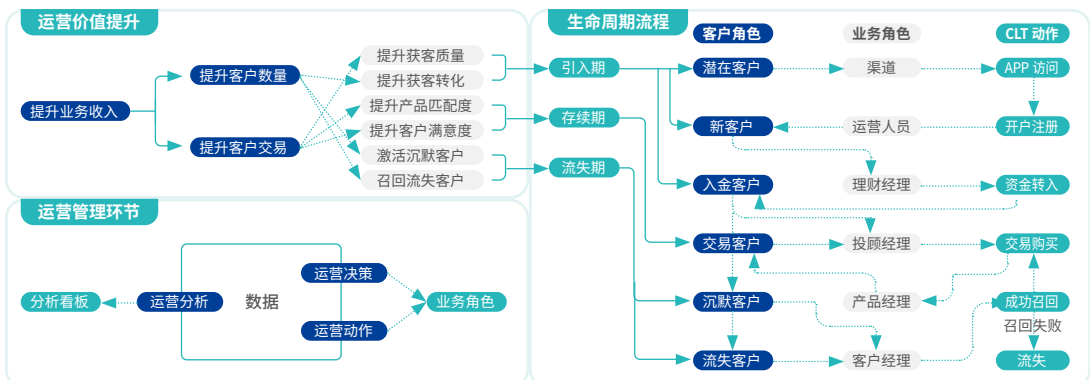 运营价值提升
提升业务收入
提升客户数量
提升客户交易
提升获客质量
提升获客转化
提升产品匹配度
提升客户满意度
激活沉默客户
召回流失客户
运营管理环节
分析看板
运营分析
数据
运营决策
运营动作
业务角色
生命周期流程
引入期
存续期
流失期
客户角色
业务角色
CLT 动作
潜在客户
渠道
APP 访问
新客户
运营人员
开户注册
入金客户
理财经理
资金转入
交易客户
投顾经理
交易购买
沉默客户
产品经理
成功召回
召回失败
流失客户
客户经理
流失